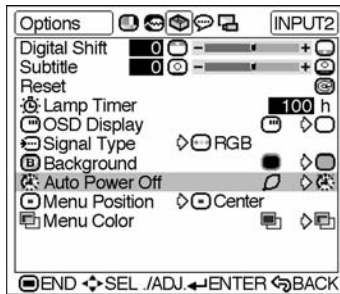 Options INPUT2
Digital Shift 0 - +
Subtitle 0 - +
Reset
Lamp Timer 100 h
OSD Display
Signal Type RGB
B Background
Auto Power Off
Menu Position Center
Menu Color
END SEL ./ADJ. ENTER BACK